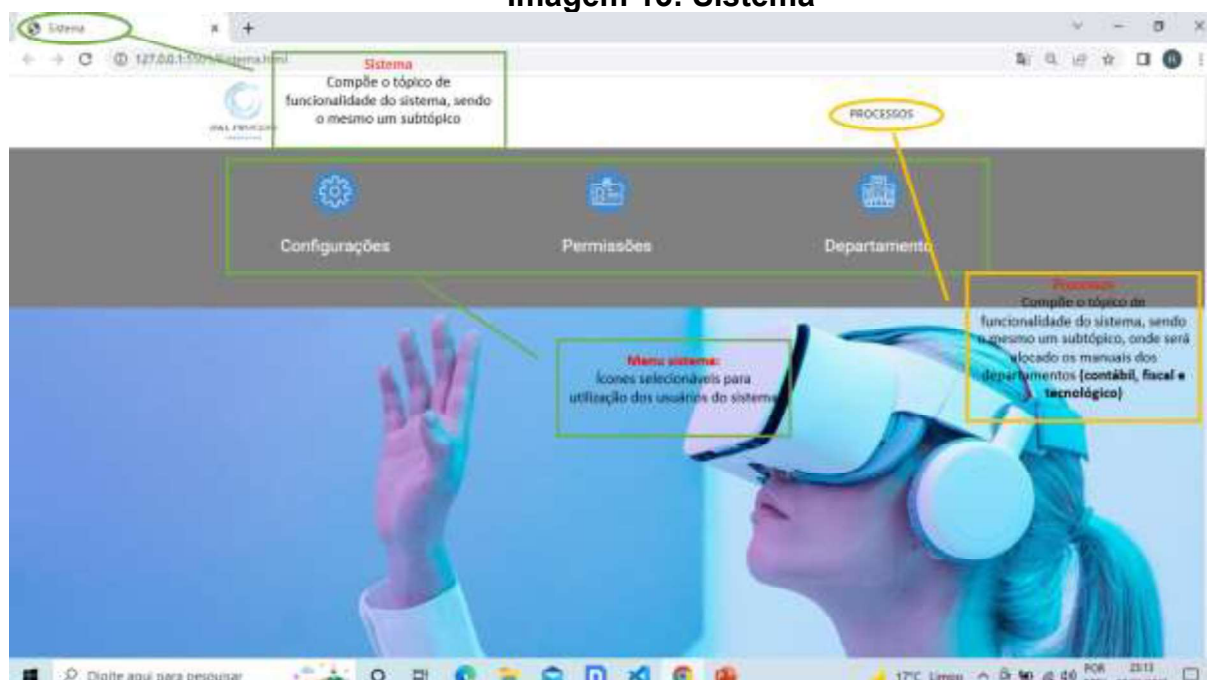 Imagem 16: Sistema
Sistema
127.0.0.1
Sistema
Compõe o tópico de
funcionalidade do sistema, sendo
o mesmo um subtópico
PROCESSOS
Configurações
Permissões
Departamento
Processos
Compõe o tópico de
funcionalidade do sistema, sendo
o mesmo um subtópico, onde será
alocado os manuais dos
departamentos (contábil, fiscal e
tecnológico)
Menu sistema:
Ícones selecionáveis para
utilização dos usuários do sistema
Digite aqui para pesquisar
17°C Limpo
POR
23:13